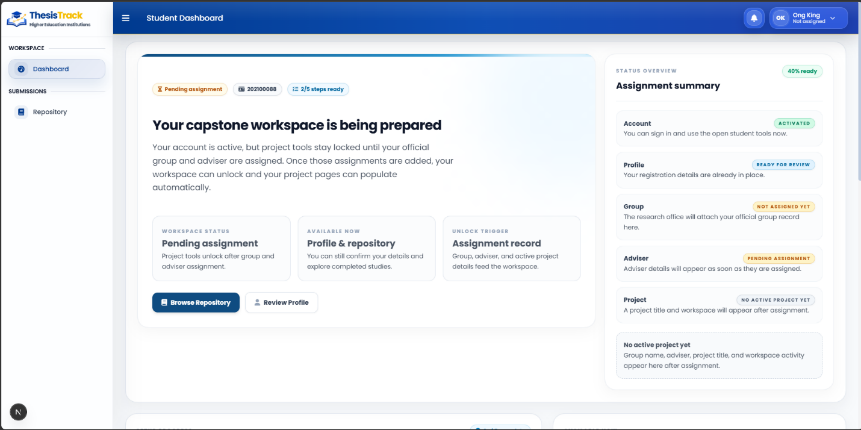 ThesisTrack
Higher Education Institutions
Student Dashboard
OK
Ong King
Not assigned
WORKSPACE
Dashboard
SUBMISSIONS
Repository
Pending assignment
202100088
2/5 steps ready
Your capstone workspace is being prepared
Your account is active, but project tools stay locked until your official
group and adviser are assigned. Once those assignments are added, your
workspace can unlock and your project pages can populate
automatically.
WORKSPACE STATUS
Pending assignment
Project tools unlock after group and
adviser assignment.
AVAILABLE NOW
Profile & repository
You can still confirm your details and
explore completed studies.
UNLOCK TRIGGER
Assignment record
Group, adviser, and active project
details feed the workspace.
Browse Repository
Review Profile
STATUS OVERVIEW
40% ready
Assignment summary
Account
ACTIVATED
You can sign in and use the open student tools now.
Profile
READY FOR REVIEW
Your registration details are already in place.
Group
NOT ASSIGNED YET
The research office will attach your official group record
here.
Adviser
PENDING ASSIGNMENT
Adviser details will appear as soon as they are assigned.
Project
NO ACTIVE PROJECT YET
A project title and workspace will appear after assignment.
No active project yet
Group name, adviser, project title, and workspace activity
appear here after assignment.
N